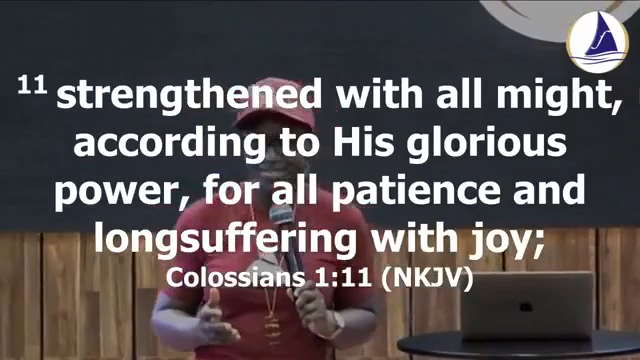 11 strengthened with all might,
according to His glorious
power, for all patience and
longsuffering with joy;
Colossians 1:11 (NKJV)